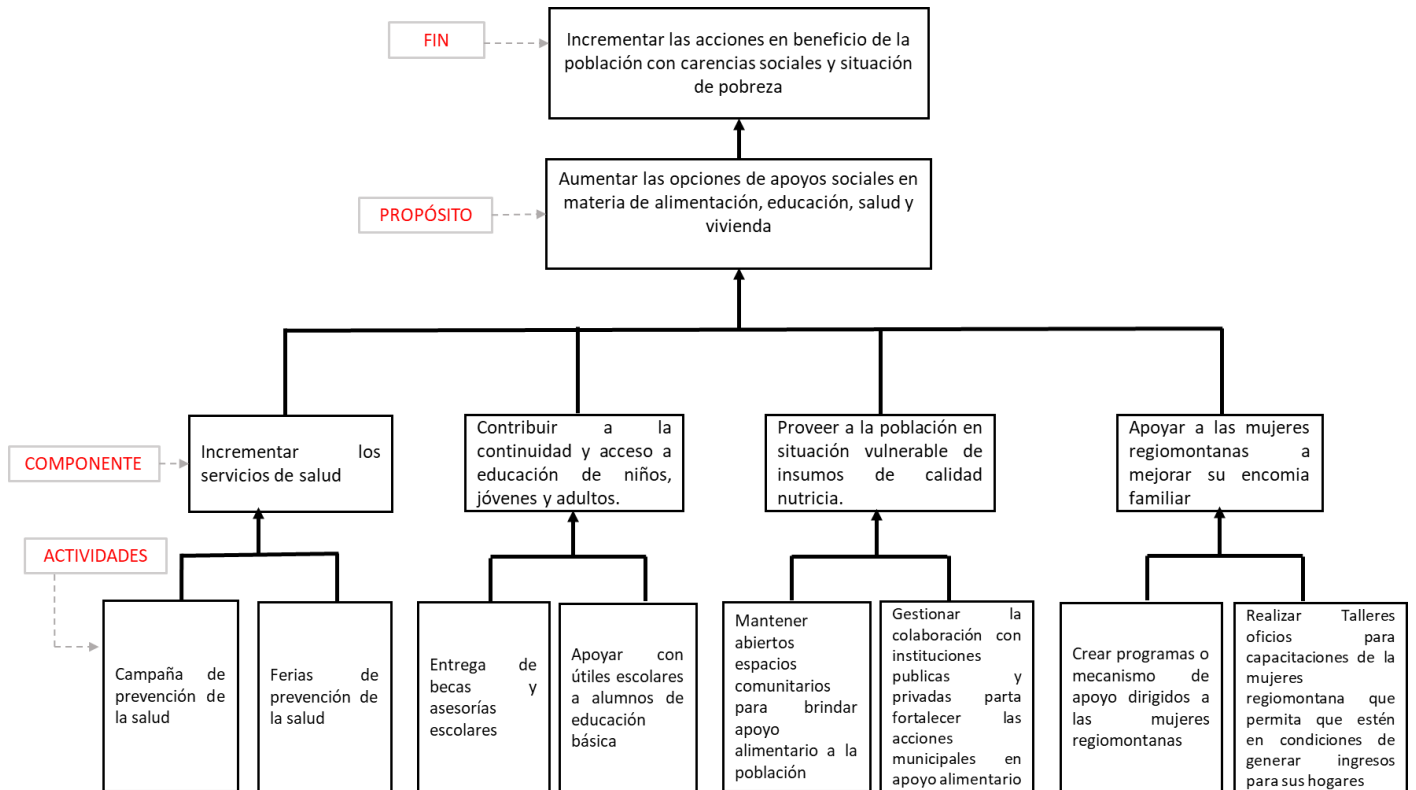 FIN
Incrementar las acciones en beneficio de la
población con carencias sociales y situación
de pobreza
PROPÓSITO
Aumentar las opciones de apoyos sociales en
materia de alimentación, educación, salud y
vivienda
COMPONENTE
Incrementar los
servicios de salud
Contribuir a la
continuidad y acceso a
educación de niños,
jóvenes y adultos.
Proveer a la población en
situación vulnerable de
insumos de calidad
nutricia.
Apoyar a las mujeres
regiomontanas a
mejorar su encomia
familiar
ACTIVIDADES
Campaña de
prevención de
la salud
Ferias de
prevención de
la salud
Entrega de
becas y
asesorías
escolares
Apoyar con
útiles escolares
a alumnos de
educación
básica
Mantener
abiertos
espacios
comunitarios
para brindar
apoyo
alimentario a la
población
Gestionar la
colaboración con
instituciones
publicas y
privadas parta
fortalecer las
acciones
municipales en
apoyo alimentario
Crear programas o
mecanismo de
apoyo dirigidos a
las mujeres
regiomontanas
Realizar Talleres
oficios para
capacitaciones de la
mujeres
regiomontana que
permita que estén
en condiciones de
generar ingresos
para sus hogares